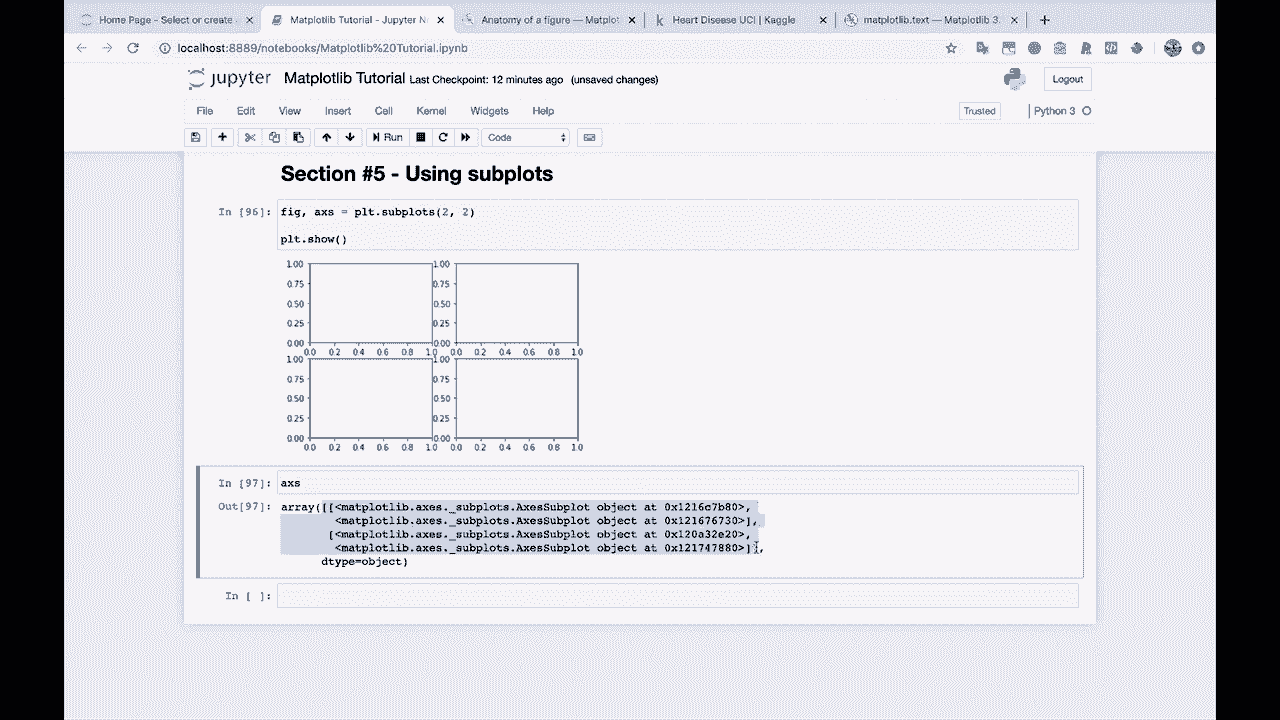 Home Page - Select or create
Matplotlib Tutorial - Jupyter N
Anatomy of a figure — Matplot
Heart Disease UCI | Kaggle
matplotlib.text — Matplotlib 3.
localhost:8889/notebooks/Matplotlib%20Tutorial.ipynb
jupyter Matplotlib Tutorial Last Checkpoint: 12 minutes ago (unsaved changes) Logout
File Edit View Insert Cell Kernel Widgets Help Trusted Python 3
Run Code
Section #5 - Using subplots
In [96]: fig, axs = plt.subplots(2, 2)
plt.show()
1.00 1.00
0.75 0.75
0.50 0.50
0.25 0.25
0.00 0.00
0.0 0.2 0.4 0.6 0.8 1.0 0.0 0.2 0.4 0.6 0.8 1.0
1.00 1.00
0.75 0.75
0.50 0.50
0.25 0.25
0.00 0.00
0.0 0.2 0.4 0.6 0.8 1.0 0.0 0.2 0.4 0.6 0.8 1.0
In [97]: axs
Out[97]: array([[<matplotlib.axes._subplots.AxesSubplot object at 0x1216c7b80>,
<matplotlib.axes._subplots.AxesSubplot object at 0x121676730>],
[<matplotlib.axes._subplots.AxesSubplot object at 0x120a32e20>,
<matplotlib.axes._subplots.AxesSubplot object at 0x121747880>]],
dtype=object)
In [ ]: